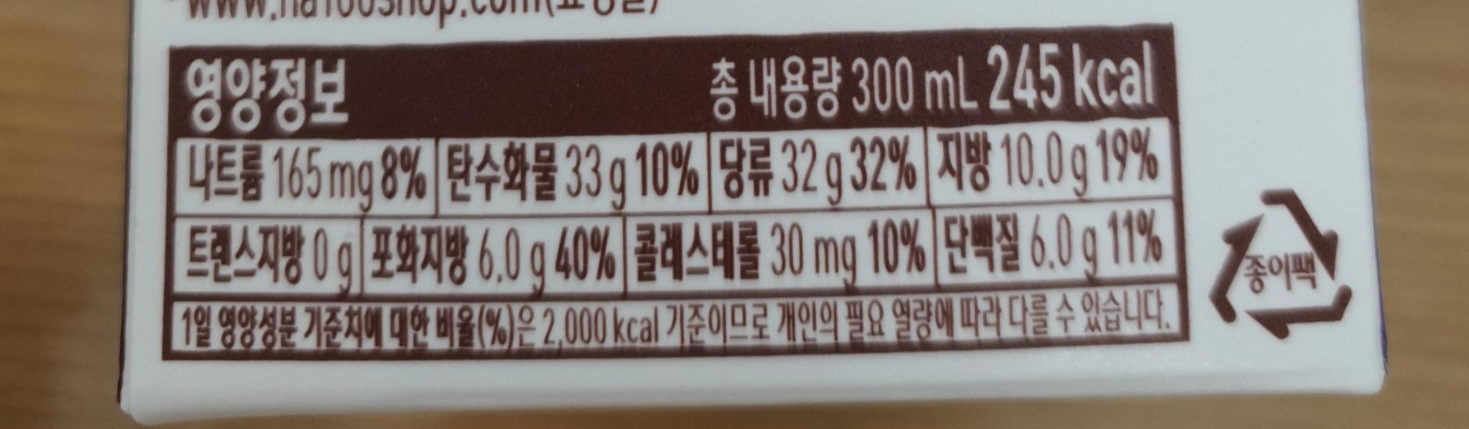 영양정보 총 내용량 300 mL 245 kcal
나트륨 165 mg 8% 탄수화물 33 g 10% 당류 32 g 32% 지방 10.0 g 19%
트랜스지방 0 g 포화지방 6.0 g 40% 콜레스테롤 30 mg 10% 단백질 6.0 g 11%
1일 영양성분 기준치에 대한 비율(%)은 2,000 kcal 기준이므로 개인의 필요 열량에 따라 다를 수 있습니다.
종이팩